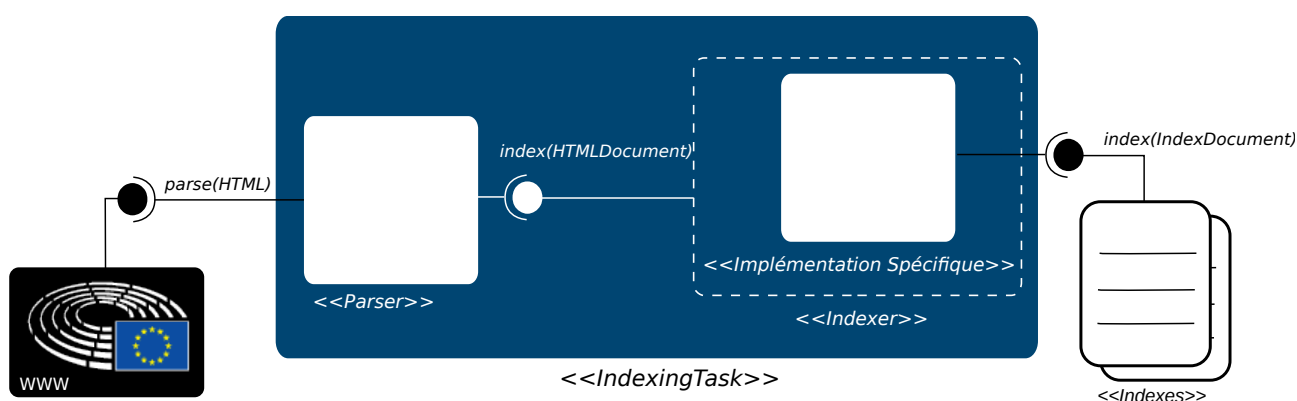 index(IndexDocument)
index(HTMLDocument)
parse(HTML)
<<Implémentation Spécifique>>
<<Parser>>
<<Indexer>>
WWW
<<IndexingTask>>
<<Indexes>>